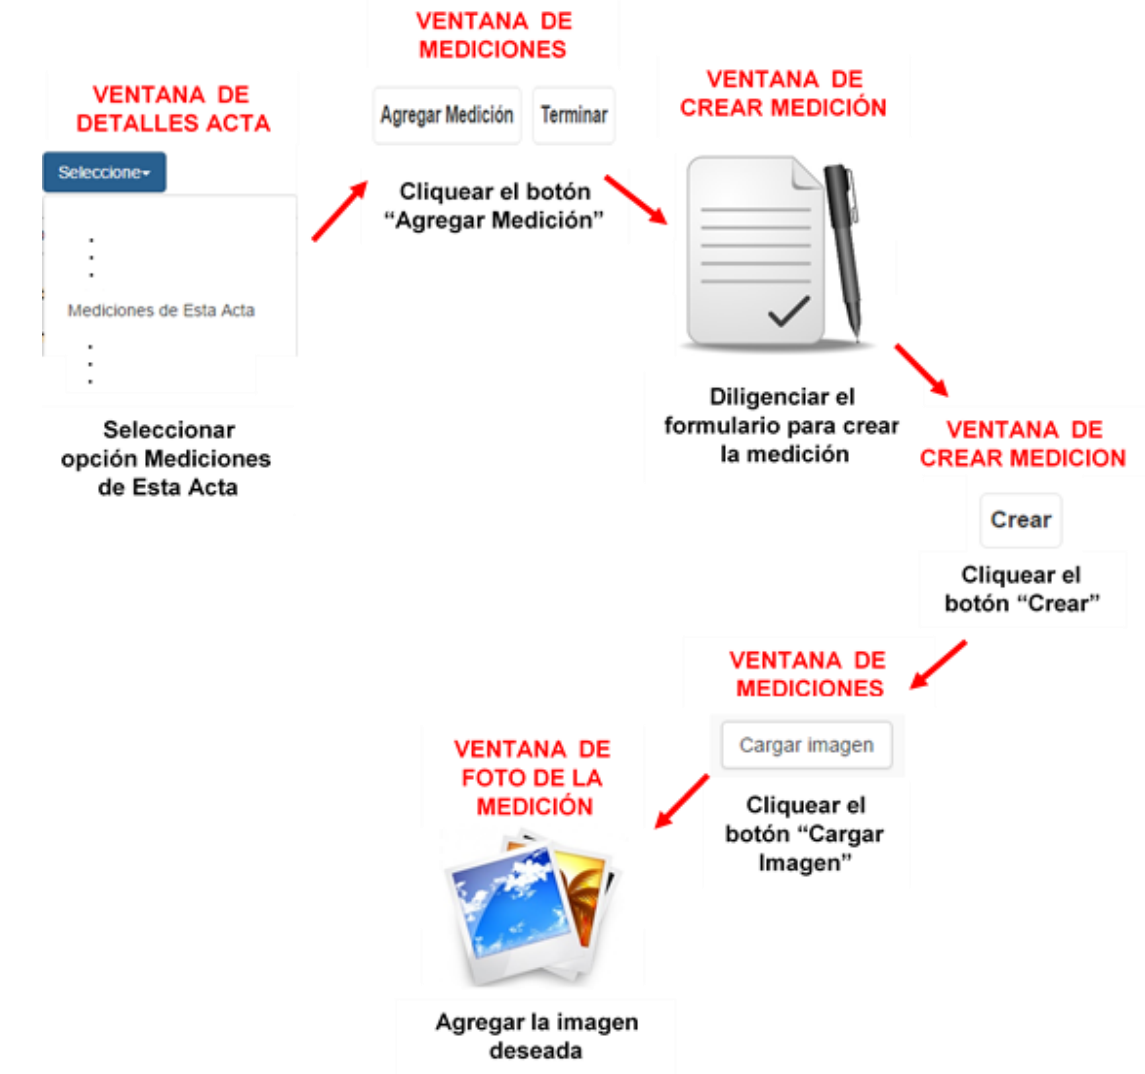 VENTANA DE
DETALLES ACTA
Seleccione
Mediciones de Esta Acta
Seleccionar
opción Mediciones
de Esta Acta
VENTANA DE
MEDICIONES
Agregar Medición
Terminar
Cliquear el botón
“Agregar Medición”
VENTANA DE
CREAR MEDICIÓN
Diligenciar el
formulario para crear
la medición
VENTANA DE
CREAR MEDICION
Crear
Cliquear el
botón “Crear”
VENTANA DE
MEDICIONES
Cargar imagen
Cliquear el
botón “Cargar
Imagen”
VENTANA DE
FOTO DE LA
MEDICIÓN
Agregar la imagen
deseada